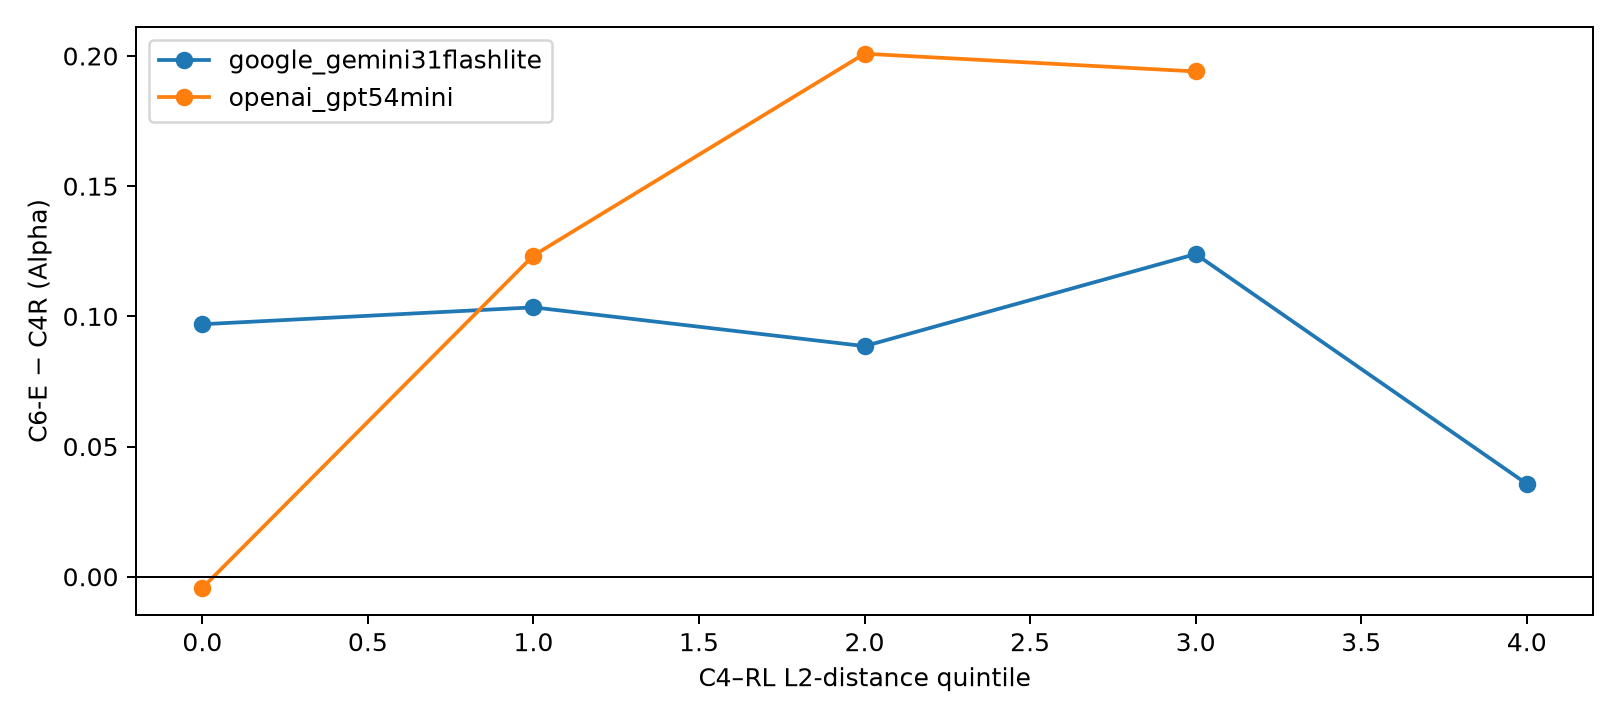 google_gemini31flashlite
openai_gpt54mini
0.20
0.15
0.10
0.05
0.00
C6-E − C4R (Alpha)
0.0 0.5 1.0 1.5 2.0 2.5 3.0 3.5 4.0
C4–RL L2-distance quintile